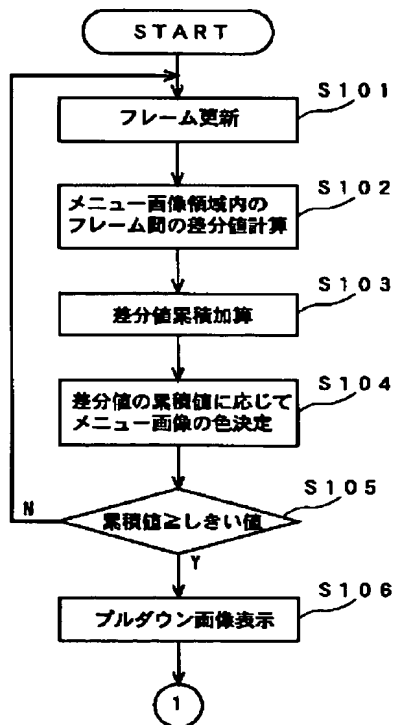 START
S101
フレーム更新
S102
メニュー画像領域内の
フレーム間の差分値計算
S103
差分値累積加算
S104
差分値の累積値に応じて
メニュー画像の色決定
S105
累積値≧しきい値
N
Y
S106
プルダウン画像表示
1